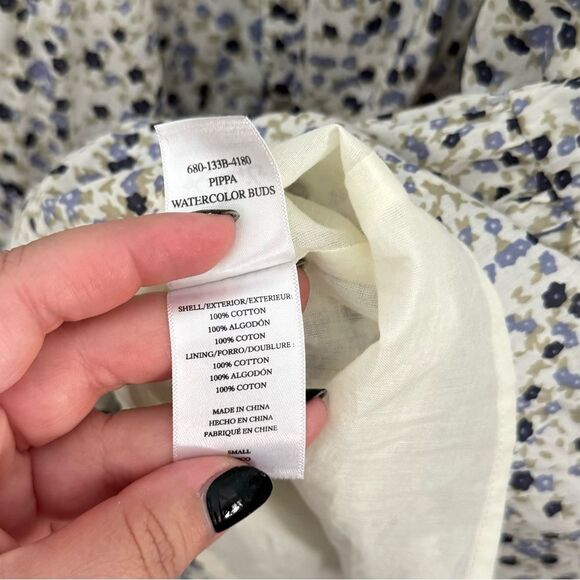 680-133B-4180
PIPPA
WATERCOLOR BUDS
SHELL/EXTERIOR/EXTERIEUR:
100% COTTON
100% ALGODÓN
100% COTON
LINING/FORRO/DOUBLURE :
100% COTTON
100% ALGODÓN
100% COTON
MADE IN CHINA
HECHO EN CHINA
FABRIQUÉ EN CHINE
SMALL